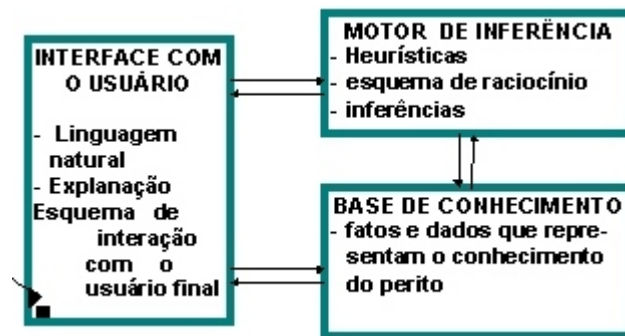 INTERFACE COM
O USUÁRIO
- Linguagem
natural
- Explanação
Esquema de
interação
com o
usuário final
MOTOR DE INFERÊNCIA
- Heurísticas
- esquema de raciocínio
- inferências
BASE DE CONHECIMENTO
- fatos e dados que repre-
sentam o conhecimento
do perito